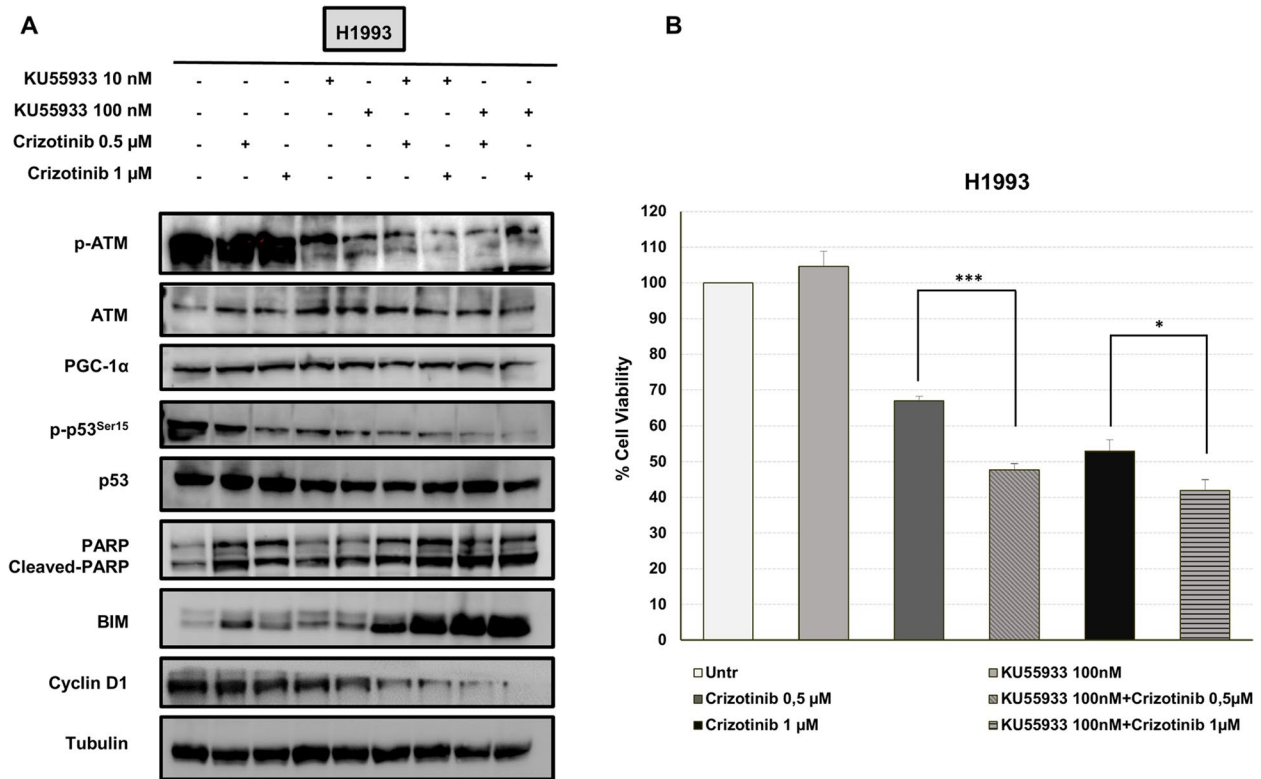 A
H1993
KU55933 10 nM - - - + - + + - -
KU55933 100 nM - - - - + - - + +
Crizotinib 0.5 µM - + - - - + - + -
Crizotinib 1 µM - - + - - - + - +
p-ATM
ATM
PGC-1α
p-p53Ser15
p53
PARP
Cleaved-PARP
BIM
Cyclin D1
Tubulin
B
H1993
% Cell Viability
120
110
100
90
80
70
60
50
40
30
20
10
0
***
*
Untr
KU55933 100nM
Crizotinib 0,5 µM
KU55933 100nM+Crizotinib 0,5µM
Crizotinib 1 µM
KU55933 100nM+Crizotinib 1µM